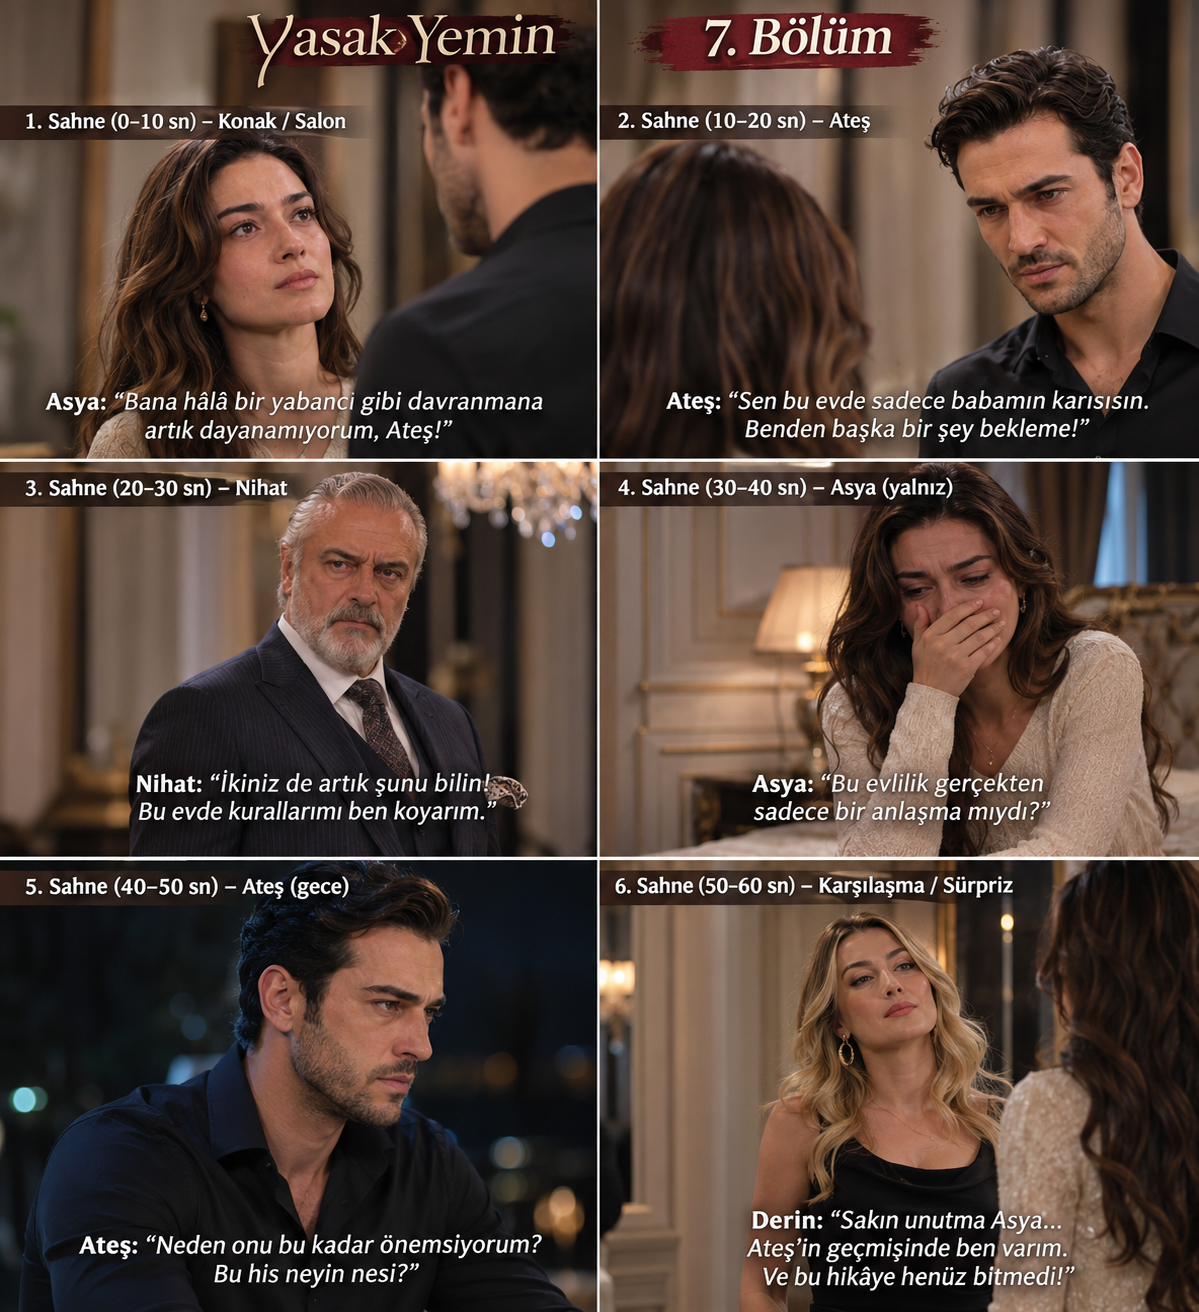 Yasak Yemin
7. Bölüm
1. Sahne (0–10 sn) – Konak / Salon
Asya: “Bana hâlâ bir yabanci gibi davranmana
artık dayanamıyorum, Ateş!”
2. Sahne (10–20 sn) – Ateş
Ateş: “Sen bu evde sadece babamın karısısın.
Benden başka bir şey bekleme!”
3. Sahne (20–30 sn) – Nihat
Nihat: “İkiniz de artık şunu bilin!
Bu evde kurallarımı ben koyarım.”
4. Sahne (30–40 sn) – Asya (yalnız)
Asya: “Bu evlilik gerçekten
sadece bir anlaşma mıydı?”
5. Sahne (40–50 sn) – Ateş (gece)
Ateş: “Neden onu bu kadar önemsiyorum?
Bu his neyin nesi?”
6. Sahne (50–60 sn) – Karşılaşma / Sürpriz
Derin: “Sakın unutma Asya...
Ateş’in geçmişinde ben varım.
Ve bu hikâye henüz bitmedi!”